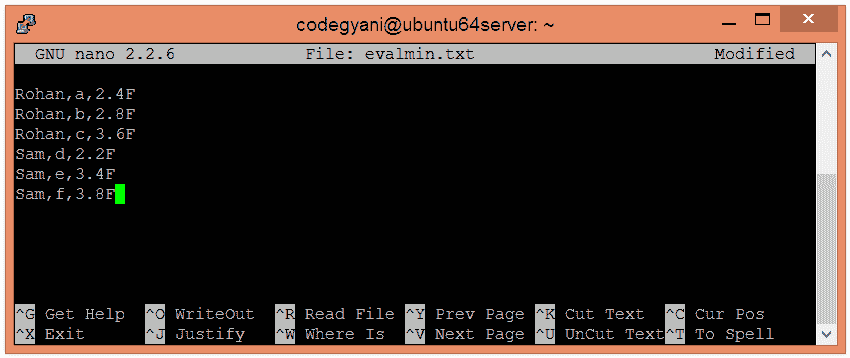 codegyani@ubuntu64server: ~
GNU nano 2.2.6 File: evalmin.txt Modified
Rohan,a,2.4F
Rohan,b,2.8F
Rohan,c,3.6F
Sam,d,2.2F
Sam,e,3.4F
Sam,f,3.8F
^G Get Help ^O WriteOut ^R Read File ^Y Prev Page ^K Cut Text ^C Cur Pos
^X Exit ^J Justify ^W Where Is ^V Next Page ^U UnCut Text ^T To Spell